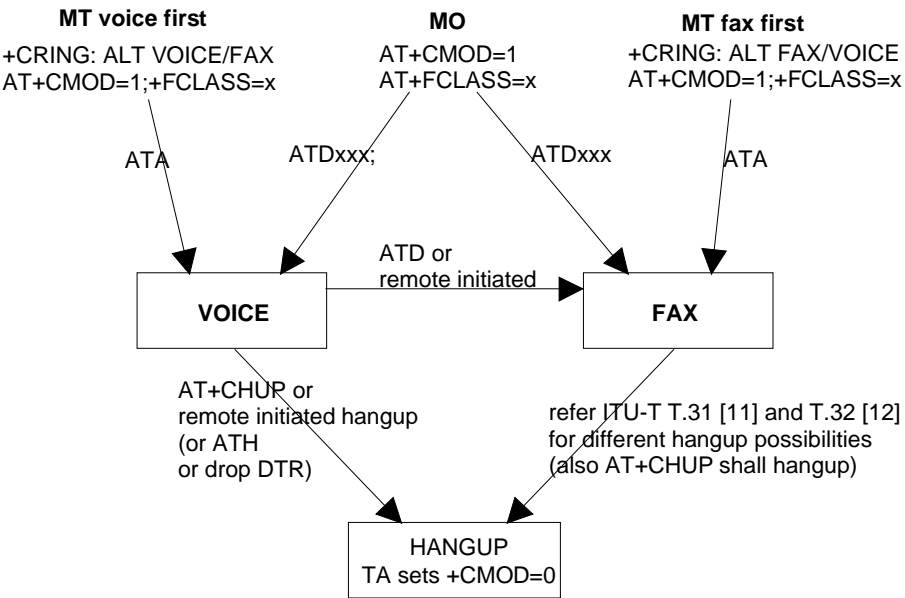 MT voice first
+CRING: ALT VOICE/FAX
AT+CMOD=1;+FCLASS=x
MO
AT+CMOD=1
AT+FCLASS=x
MT fax first
+CRING: ALT FAX/VOICE
AT+CMOD=1;+FCLASS=x
ATA
ATDxxx;
ATDxxx
ATA
ATD or
remote initiated
VOICE
FAX
AT+CHUP or
remote initiated hangup
(or ATH
or drop DTR)
refer ITU-T T.31 [11] and T.32 [12]
for different hangup possibilities
(also AT+CHUP shall hangup)
HANGUP
TA sets +CMOD=0